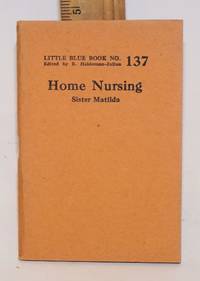 LITTLE BLUE BOOK NO. 137
Edited by E. Haldeman-Julius
Home Nursing
Sister Matilda